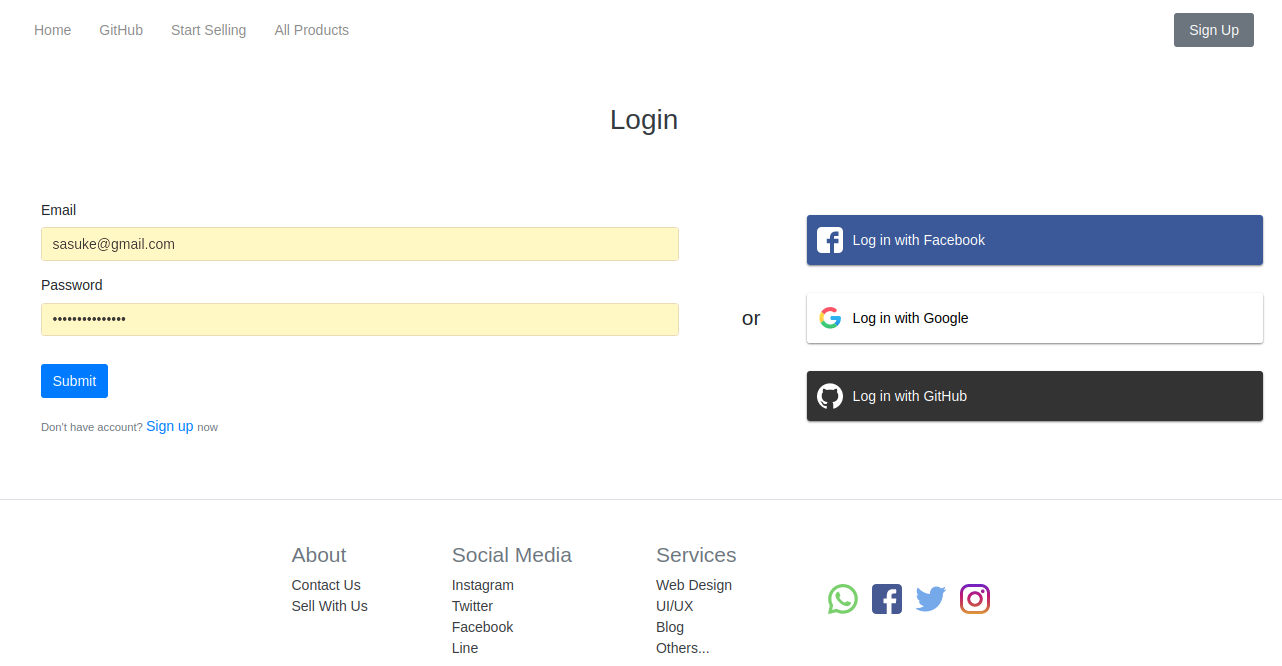 Home GitHub Start Selling All Products Sign Up
Login
Email
sasuke@gmail.com
Password
•••••••••••••••
Submit
Don't have account? Sign up now
or
Log in with Facebook
Log in with Google
Log in with GitHub
About
Contact Us
Sell With Us
Social Media
Instagram
Twitter
Facebook
Line
Services
Web Design
UI/UX
Blog
Others...